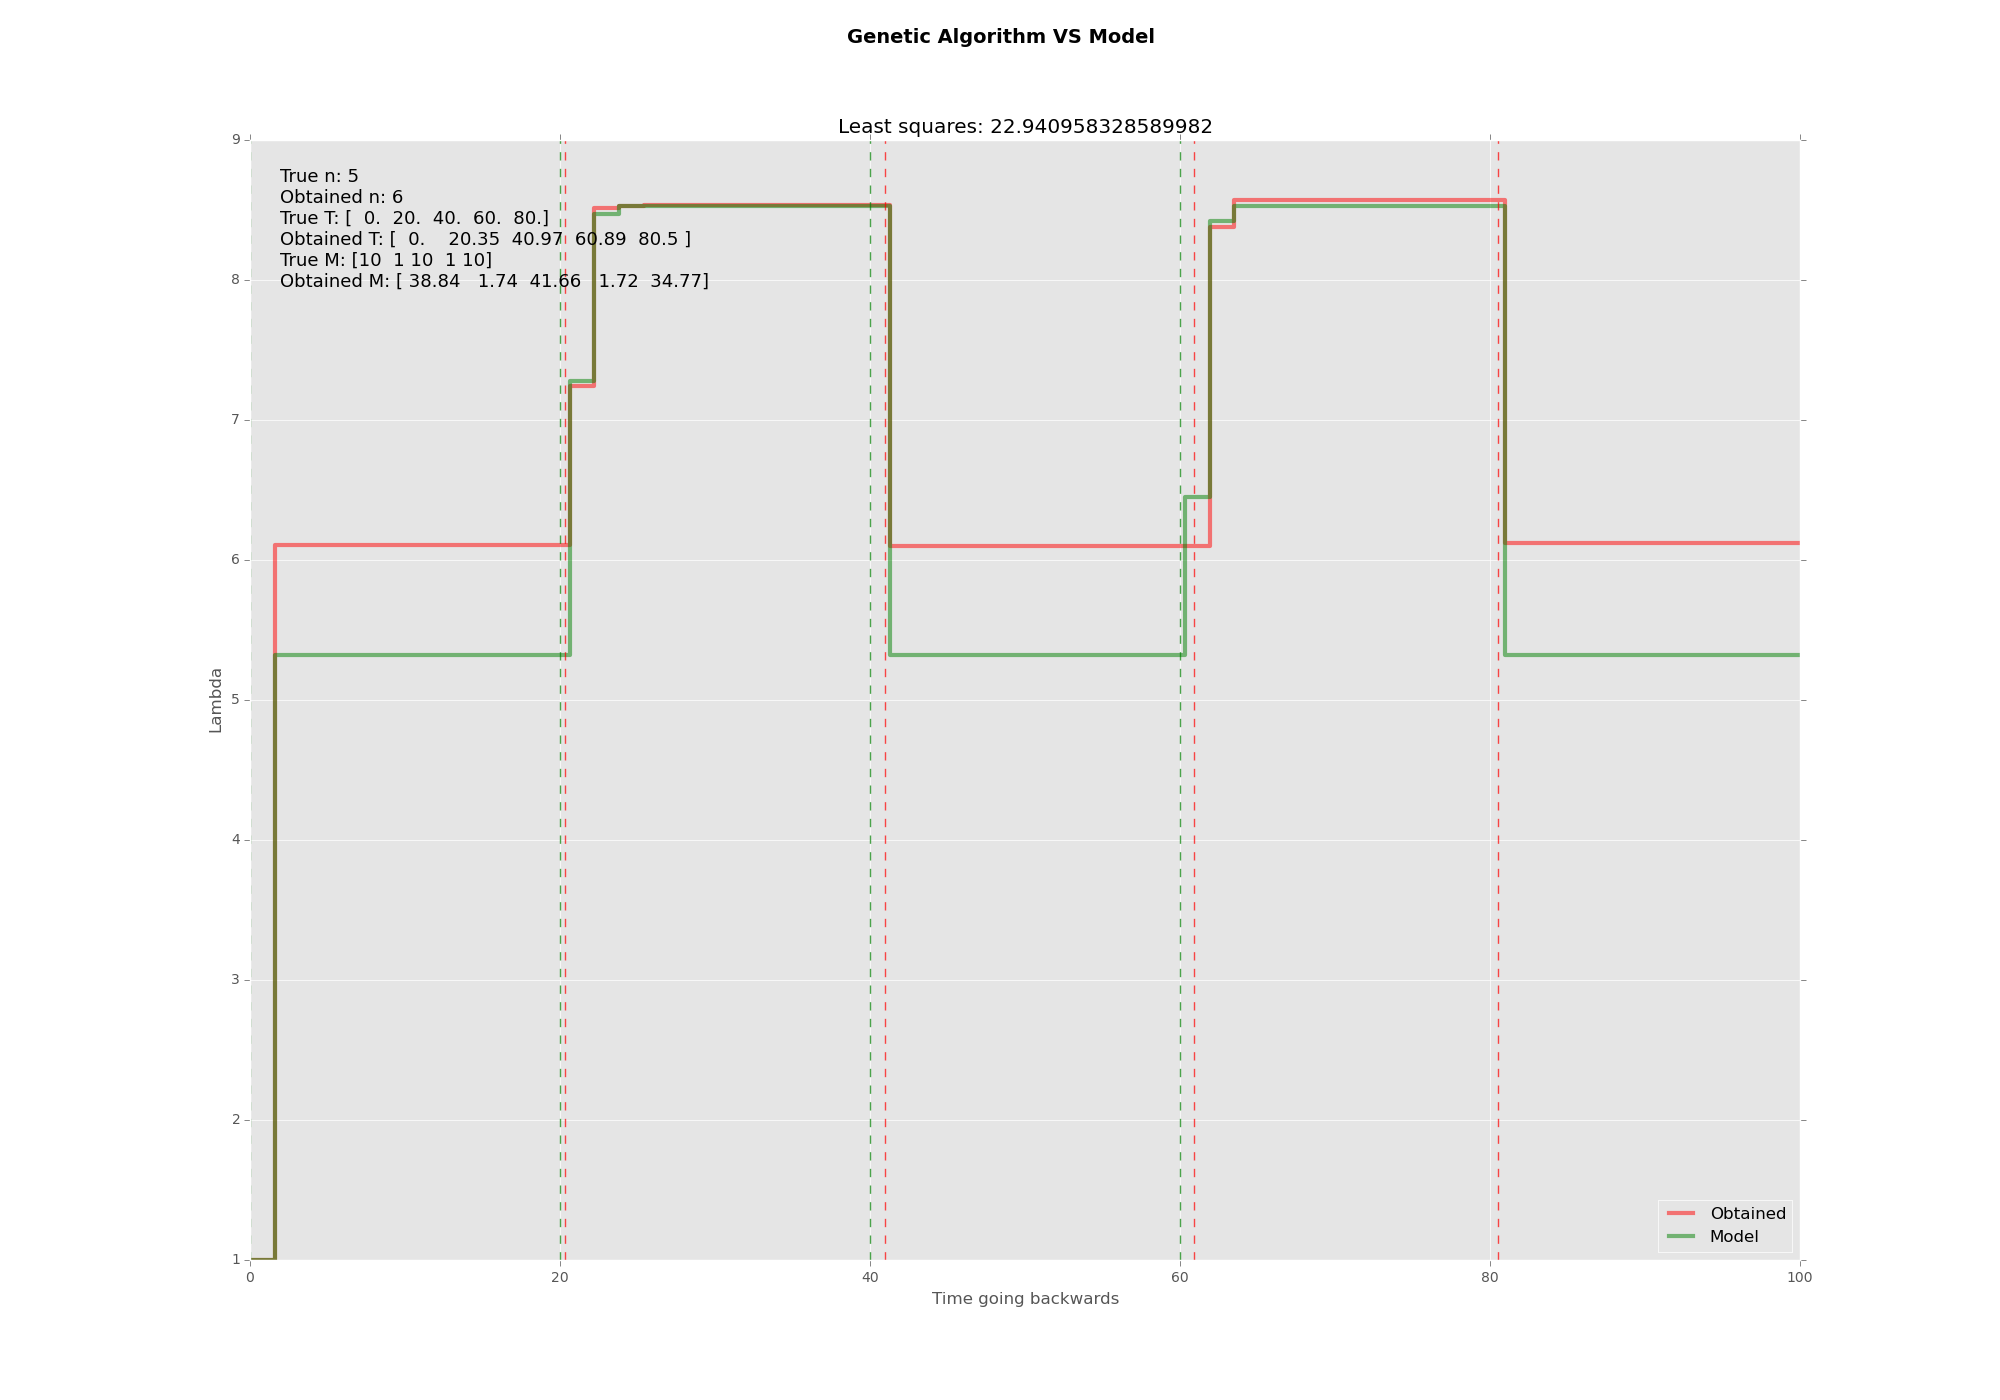 Genetic Algorithm VS Model
Least squares: 22.940958328589982
True n: 5
Obtained n: 6
True T: [  0.  20.  40.  60.  80.]
Obtained T: [  0.    20.35  40.97  60.89  80.5 ]
True M: [10  1 10  1 10]
Obtained M: [ 38.84   1.74  41.66   1.72  34.77]
9
8
7
6
5
4
3
2
1
Lambda
0 20 40 60 80 100
Time going backwards
Obtained
Model